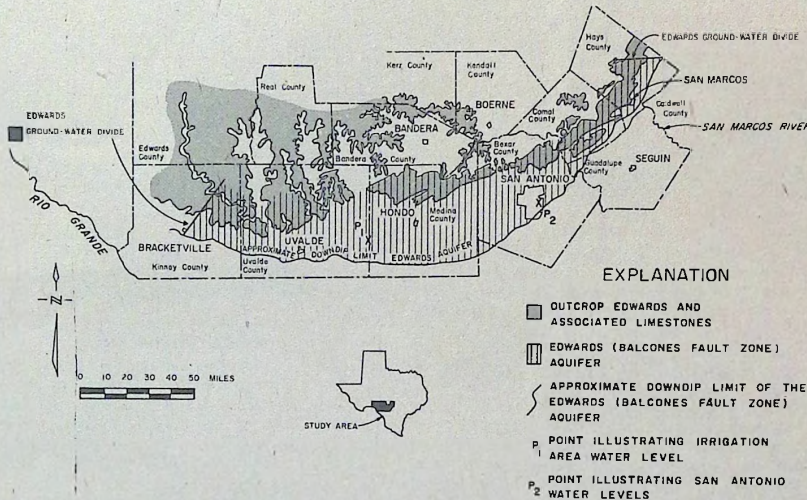 Hays
County
EDWARDS GROUND-WATER DIVIDE
Kerr County
Kendall
County
SAN MARCOS
Real County
BOERNE
Comal
County
Caldwell
County
EDWARDS
GROUND-WATER DIVIDE
BANDERA
SAN MARCOS RIVER
Edwards
County
Bandera County
Bexar
County
Guadalupe
County
SEGUIN
SAN ANTONIO
RIO GRANDE
HONDO
Medina
County
P1
X
X
P2
BRACKETVILLE
UVALDE
APPROXIMATE DOWNDIP LIMIT EDWARDS AQUIFER
Kinney County
Uvalde
County
N
EXPLANATION
OUTCROP EDWARDS AND
ASSOCIATED LIMESTONES
EDWARDS (BALCONES FAULT ZONE)
AQUIFER
APPROXIMATE DOWNDIP LIMIT OF THE
EDWARDS (BALCONES FAULT ZONE)
AQUIFER
P1 POINT ILLUSTRATING IRRIGATION
AREA WATER LEVEL
P2 POINT ILLUSTRATING SAN ANTONIO
WATER LEVELS
0 10 20 30 40 50 MILES
STUDY AREA